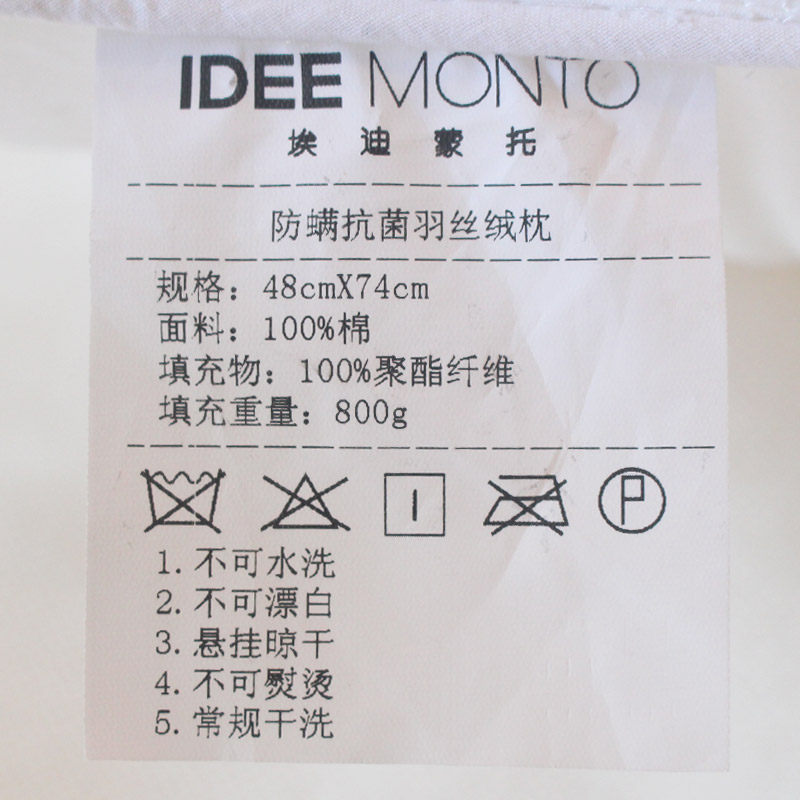 IDEE MONTO
埃迪蒙托
防螨抗菌羽丝绒枕
规格：48cmX74cm
面料：100%棉
填充物：100%聚酯纤维
填充重量：800g
P
1.不可水洗
2.不可漂白
3.悬挂晾干
4.不可熨烫
5.常规干洗